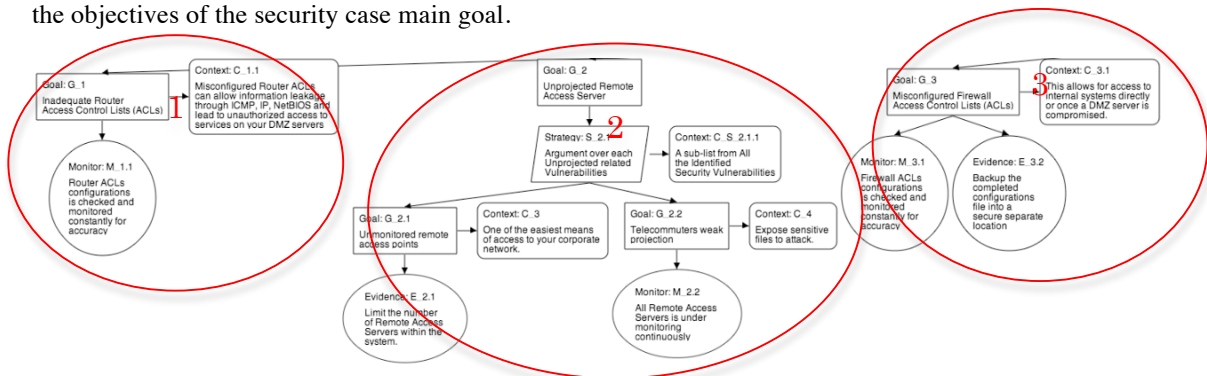 the objectives of the security case main goal.
Goal: G_1
Inadequate Router
Access Control Lists (ACLs)
1
Context: C_1.1
Misconfigured Router ACLs
can allow information leakage
through ICMP, IP, NetBIOS and
lead to unauthorized access to
services on your DMZ servers
Monitor: M_1.1
Router ACLs
configurations
is checked and
monitored
constantly for
accuracy
Goal: G_2
Unprojected Remote
Access Server
2
Strategy: S_2.1
Argument over each
Unprojected related
Vulnerabilities
Context: C_S_2.1.1
A sub-list from All
the Identified
Security Vulnerabilities
Goal: G_2.1
Unmonitored remote
access points
Context: C_3
One of the easiest means
of access to your corporate
network.
Goal: G_2.2
Telecommuters weak
projection
Context: C_4
Expose sensitive
files to attack.
Evidence: E_2.1
Limit the number
of Remote Access
Servers within the
system.
Monitor: M_2.2
All Remote Access
Servers is under
monitoring
continuously
Goal: G_3
Misconfigured Firewall
Access Control Lists (ACLs)
3
Context: C_3.1
This allows for access to
internal systems directly
or once a DMZ server is
compromised.
Monitor: M_3.1
Firewall ACLs
configurations
is checked and
monitored
constantly for
accuracy
Evidence: E_3.2
Backup the
completed
configurations
file into a
secure separate
location